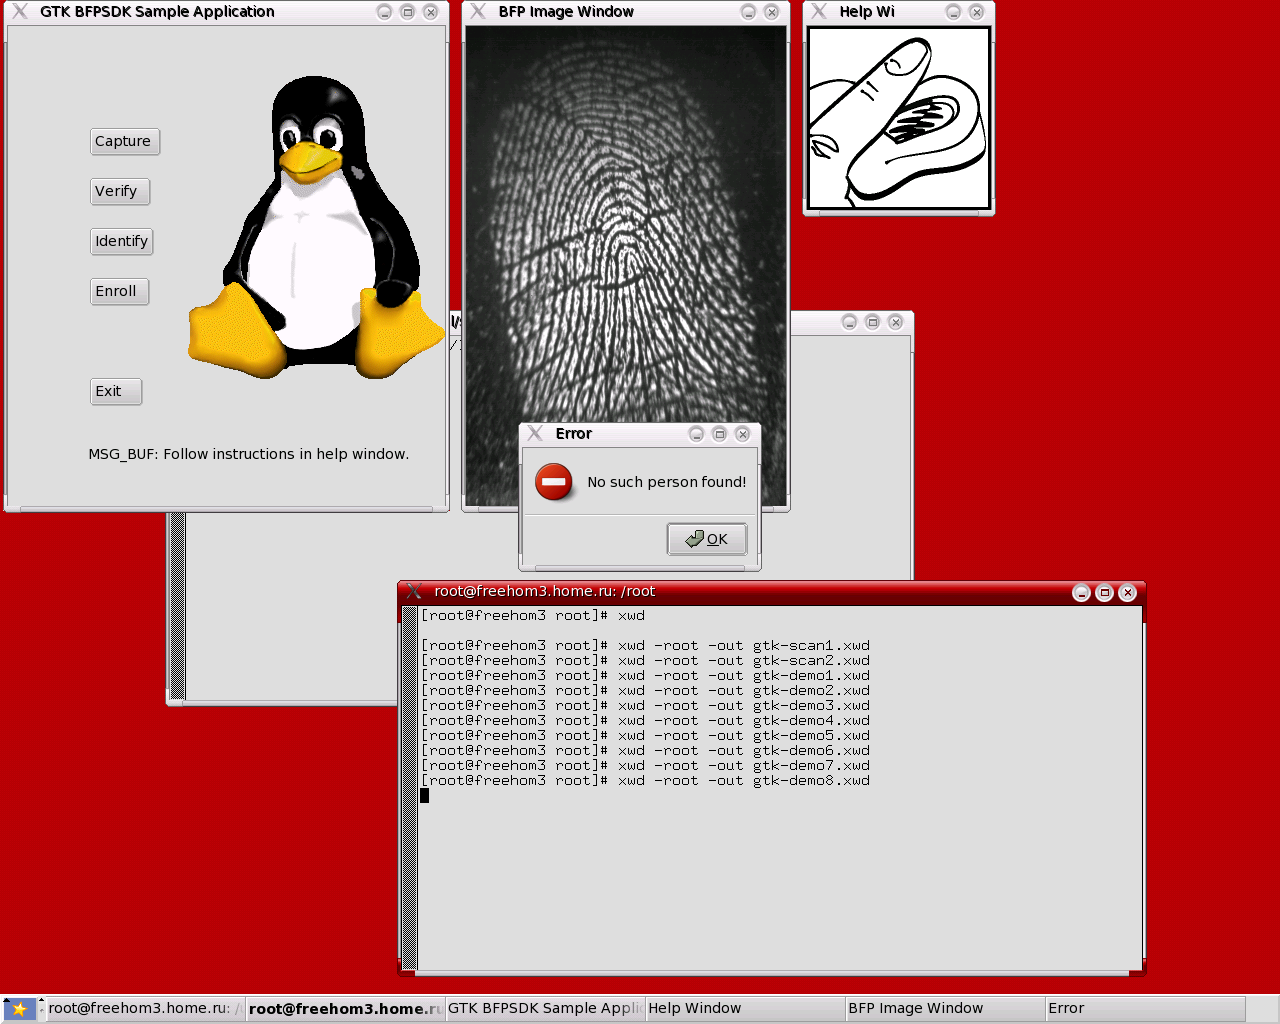 GTK BFPSDK Sample Application
Capture
Verify
Identify
Enroll
Exit
MSG_BUF: Follow instructions in help window.
BFP Image Window
Help Wi
Error
No such person found!
OK
root@freehom3.home.ru: /root
[root@freehom3 root]# xwd
[root@freehom3 root]# xwd -root -out gtk-scan1.xwd
[root@freehom3 root]# xwd -root -out gtk-scan2.xwd
[root@freehom3 root]# xwd -root -out gtk-demo1.xwd
[root@freehom3 root]# xwd -root -out gtk-demo2.xwd
[root@freehom3 root]# xwd -root -out gtk-demo3.xwd
[root@freehom3 root]# xwd -root -out gtk-demo4.xwd
[root@freehom3 root]# xwd -root -out gtk-demo5.xwd
[root@freehom3 root]# xwd -root -out gtk-demo6.xwd
[root@freehom3 root]# xwd -root -out gtk-demo7.xwd
[root@freehom3 root]# xwd -root -out gtk-demo8.xwd
root@freehom3.home.ru: /
root@freehom3.home.ru
GTK BFPSDK Sample Applic
Help Window
BFP Image Window
Error